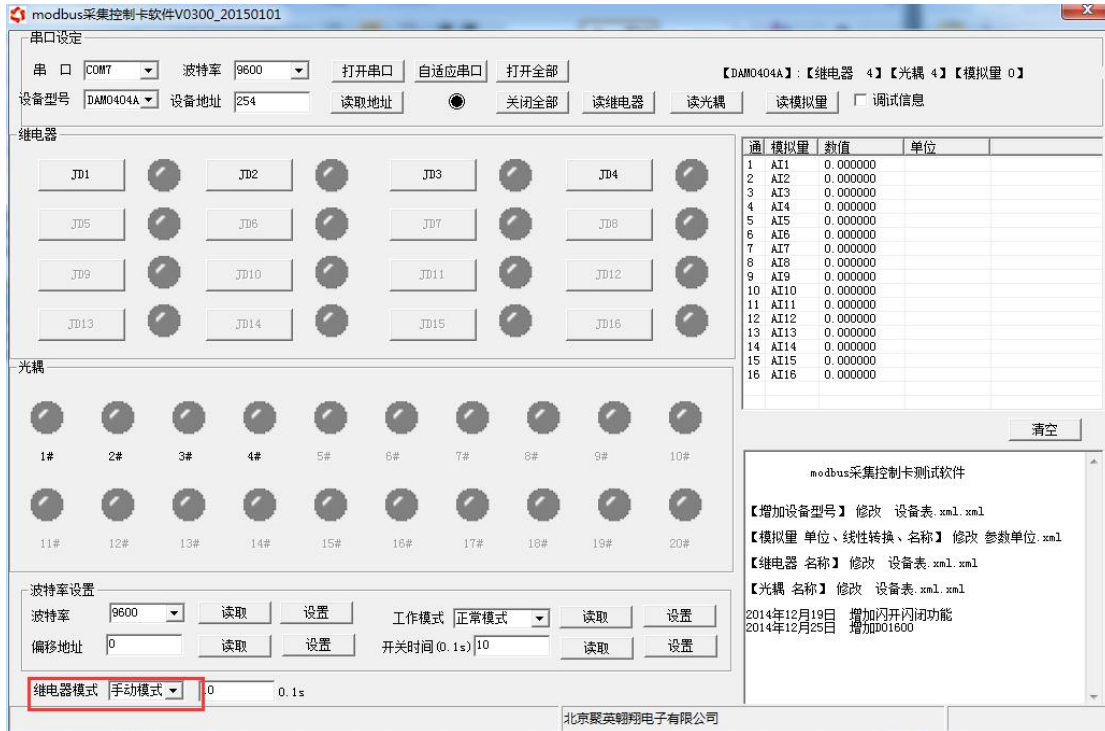 modbus采集控制卡软件V0300_20150101
串口设定
串 口 COM7 波特率 9600 打开串口 自适应串口 打开全部 【DAM0404A】:【继电器 4】【光耦 4】【模拟量 0】
设备型号 DAM0404A 设备地址 254 读取地址 关闭全部 读继电器 读光耦 读模拟量 调试信息
继电器
JD1 JD2 JD3 JD4
JD5 JD6 JD7 JD8
JD9 JD10 JD11 JD12
JD13 JD14 JD15 JD16
通 模拟量 数值 单位
1 AI1 0.000000
2 AI2 0.000000
3 AI3 0.000000
4 AI4 0.000000
5 AI5 0.000000
6 AI6 0.000000
7 AI7 0.000000
8 AI8 0.000000
9 AI9 0.000000
10 AI10 0.000000
11 AI11 0.000000
12 AI12 0.000000
13 AI13 0.000000
14 AI14 0.000000
15 AI15 0.000000
16 AI16 0.000000
清空
光耦
1# 2# 3# 4# 5# 6# 7# 8# 9# 10#
11# 12# 13# 14# 15# 16# 17# 18# 19# 20#
modbus采集控制卡测试软件
【增加设备型号】 修改 设备表.xml.xml
【模拟量 单位、线性转换、名称】 修改 参数单位.xml
【继电器 名称】 修改 设备表.xml.xml
【光耦 名称】 修改 设备表.xml.xml
2014年12月19日 增加闪开闪闭功能
2014年12月25日 增加DO1600
波特率设置
波特率 9600 读取 设置 工作模式 正常模式 读取 设置
偏移地址 0 读取 设置 开关时间(0.1s) 10 读取 设置
继电器模式 手动模式 10 0.1s
北京聚英翱翔电子有限公司